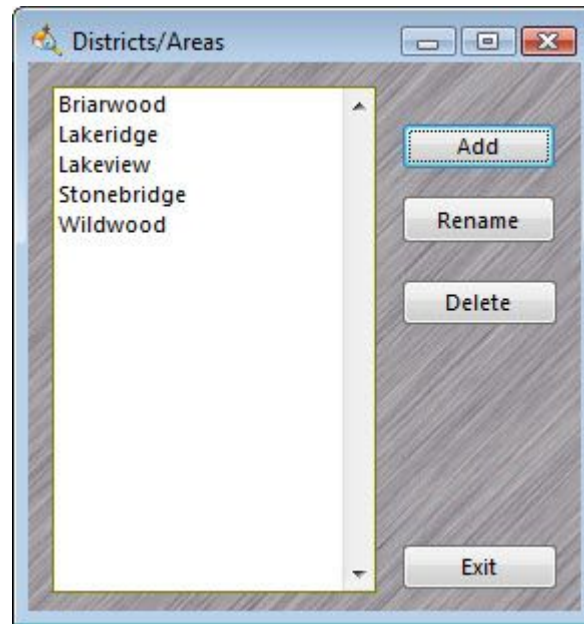 Districts/Areas
Briarwood
Lakeridge
Lakeview
Stonebridge
Wildwood
Add
Rename
Delete
Exit